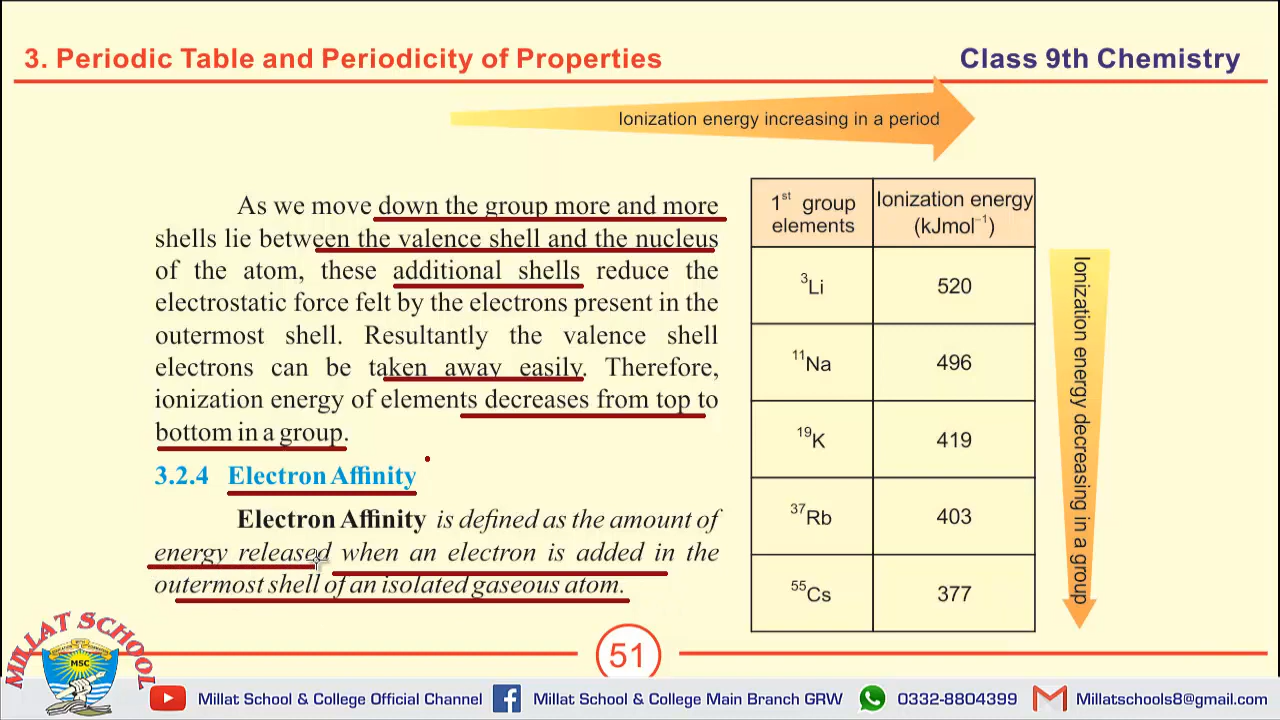 3. Periodic Table and Periodicity of Properties
Class 9th Chemistry
Ionization energy increasing in a period
As we move down the group more and more
shells lie between the valence shell and the nucleus
of the atom, these additional shells reduce the
electrostatic force felt by the electrons present in the
outermost shell. Resultantly the valence shell
electrons can be taken away easily. Therefore,
ionization energy of elements decreases from top to
bottom in a group.
3.2.4 Electron Affinity
Electron Affinity is defined as the amount of
energy released when an electron is added in the
outermost shell of an isolated gaseous atom.
1st group elements Ionization energy (kJmol⁻¹)
³Li 520
¹¹Na 496
¹⁹K 419
³⁷Rb 403
⁵⁵Cs 377
Ionization energy decreasing in a group
51
MILLAT SCHOOL
MSC
Millat School & College Official Channel
Millat School & College Main Branch GRW
0332-8804399
Millatschools8@gmail.com